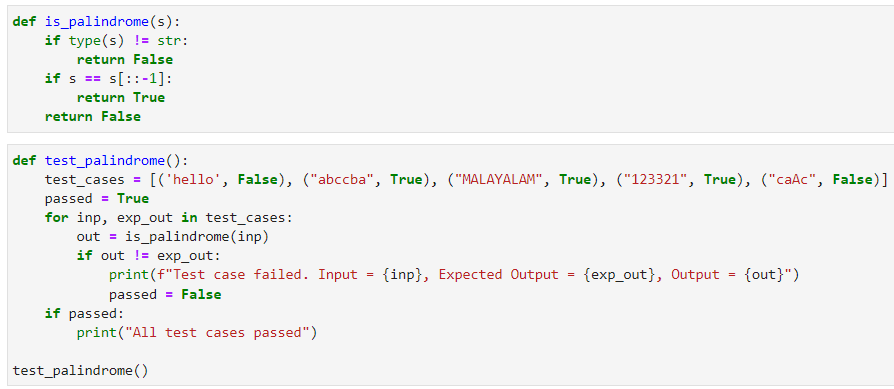 def is_palindrome(s):
    if type(s) != str:
        return False
    if s == s[::-1]:
        return True
    return False
def test_palindrome():
    test_cases = [('hello', False), ("abccba", True), ("MALAYALAM", True), ("123321", True), ("caAc", False)]
    passed = True
    for inp, exp_out in test_cases:
        out = is_palindrome(inp)
        if out != exp_out:
            print(f"Test case failed. Input = {inp}, Expected Output = {exp_out}, Output = {out}")
            passed = False
    if passed:
        print("All test cases passed")
test_palindrome()